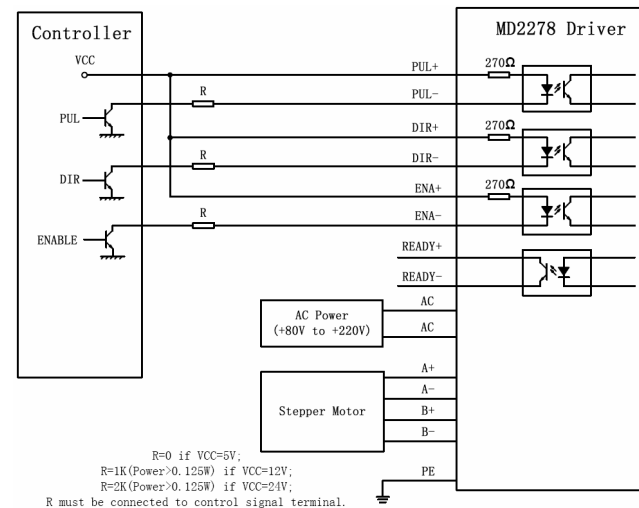 Controller
MD2278 Driver
VCC
PUL+
270Ω
R
PUL-
PUL
DIR+
270Ω
R
DIR-
DIR
ENA+
270Ω
R
ENA-
ENABLE
READY+
READY-
AC Power
(+80V to +220V)
AC
AC
Stepper Motor
A+
A-
B+
B-
PE
R=0 if VCC=5V;
R=1K(Power>0.125W) if VCC=12V;
R=2K(Power>0.125W) if VCC=24V;
R must be connected to control signal terminal.